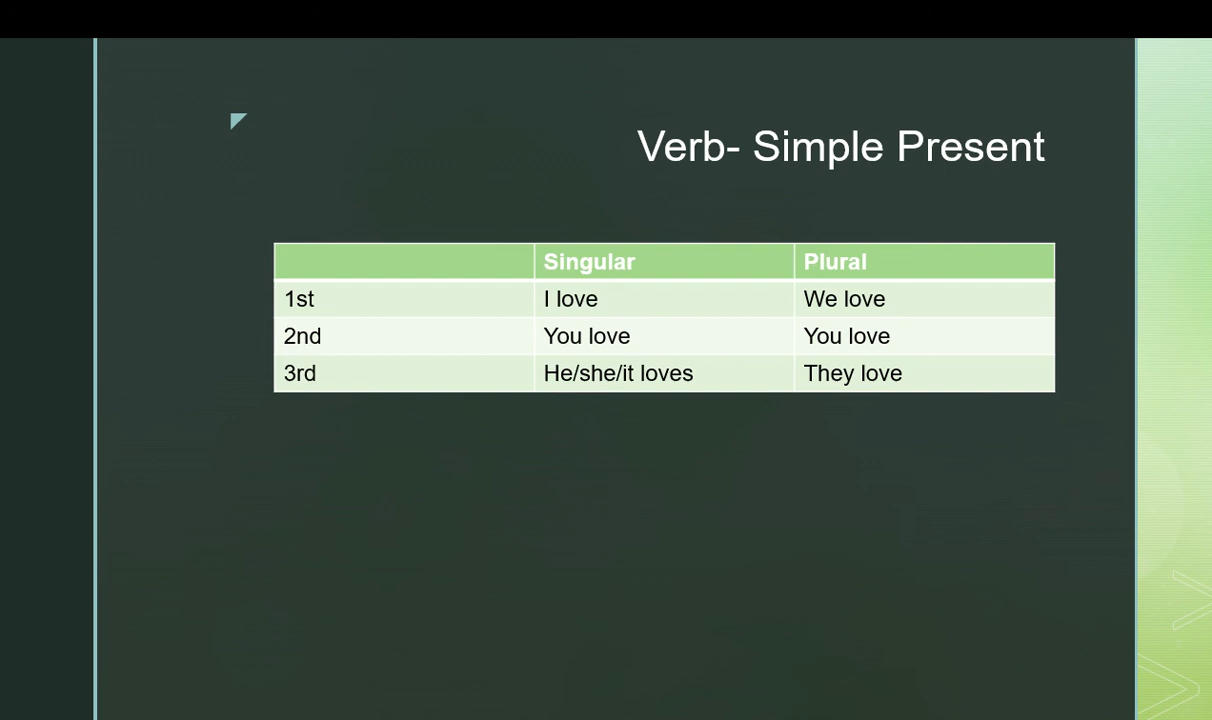 Verb- Simple Present
Singular Plural
1st I love We love
2nd You love You love
3rd He/she/it loves They love